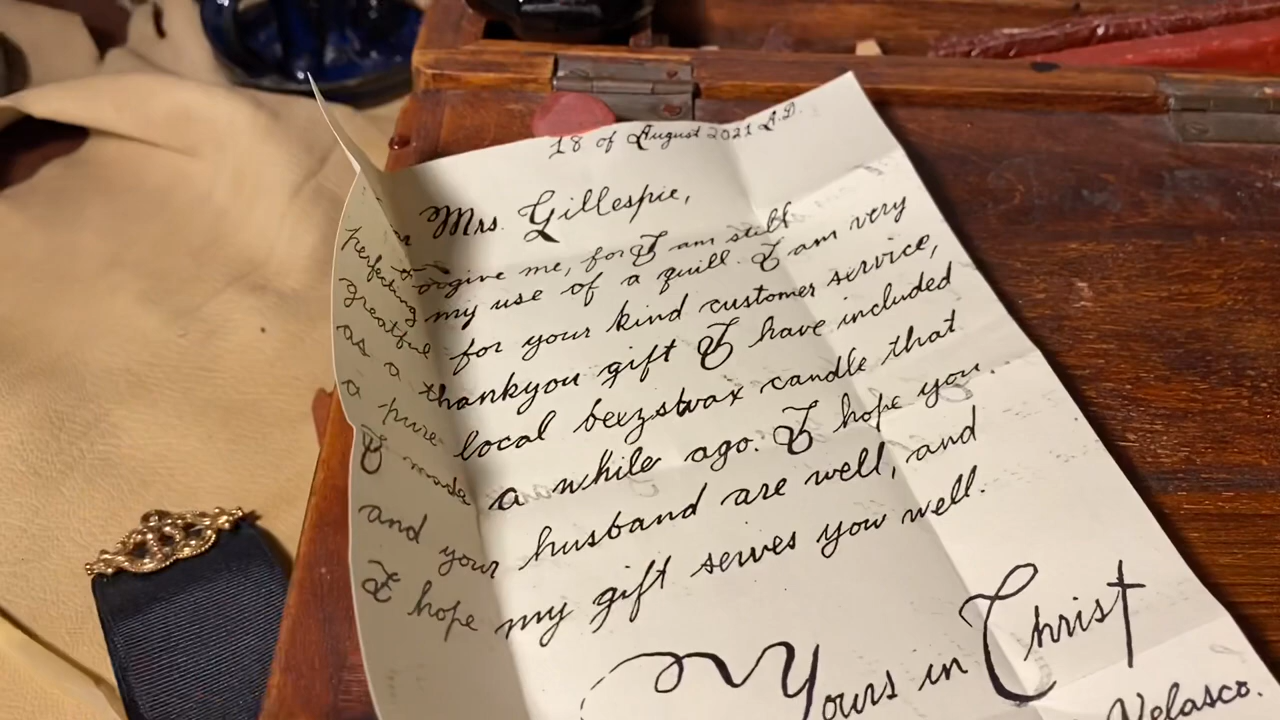 18 of August 2021 A.D.
Mrs. Gillespie,
Forgive me, for I am still
perfecting my use of a quill. I am very
greatful for your kind customer service,
as a thankyou gift I have included
a pure local beezswax candle that
I made a while ago. I hope you
and your husband are well, and
I hope my gift serves you well.
Yours in Christ
Velasco.